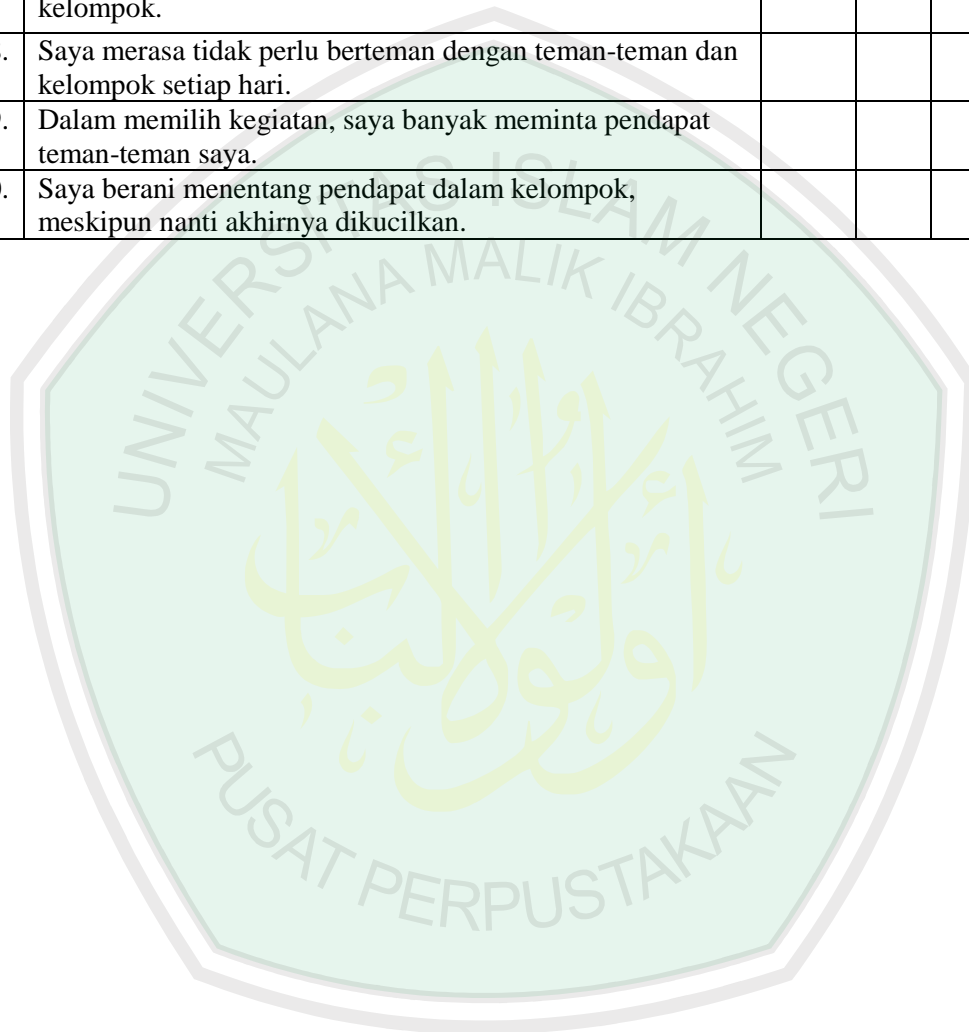 kelompok.
Saya merasa tidak perlu berteman dengan teman-teman dan
kelompok setiap hari.
Dalam memilih kegiatan, saya banyak meminta pendapat
teman-teman saya.
Saya berani menentang pendapat dalam kelompok,
meskipun nanti akhirnya dikucilkan.
UNIVERSITAS ISLAM NEGERI
MAULANA MALIK IBRAHIM
أولوا الألباب
PUSAT PERPUSTAKAAN